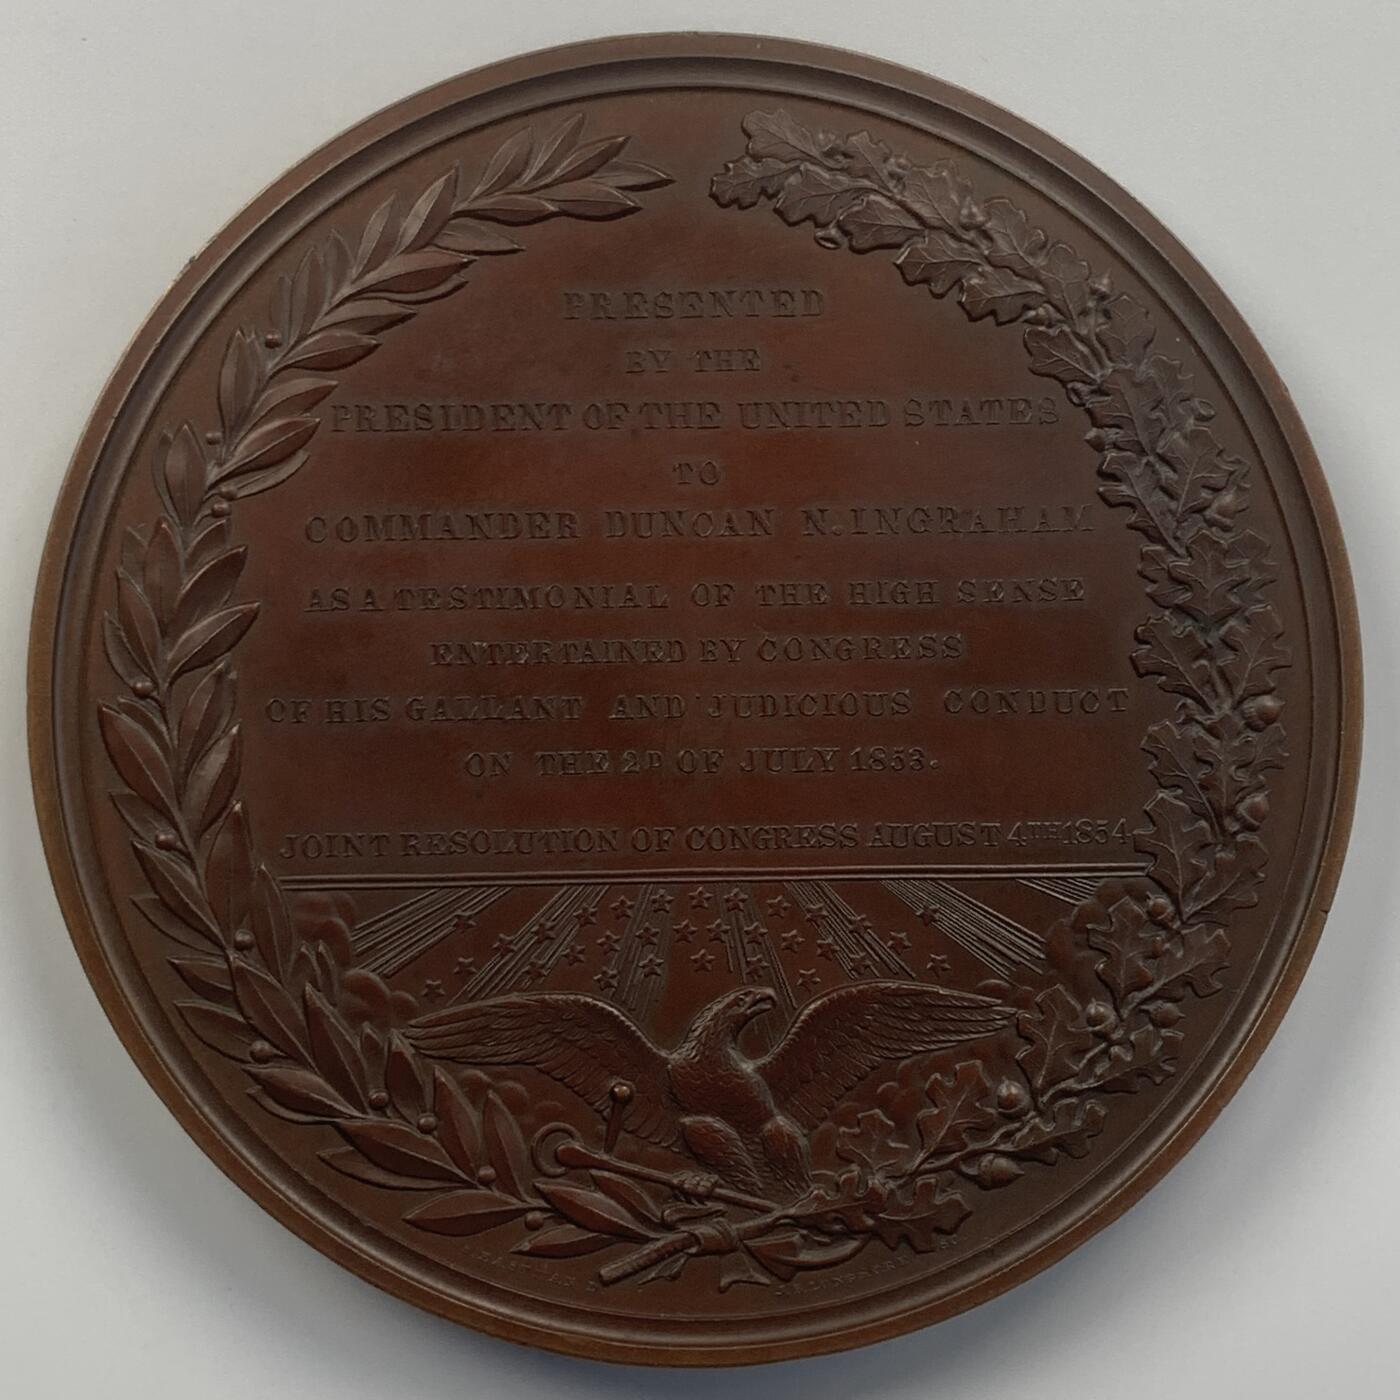 PRESENTED
BY THE
PRESIDENT OF THE UNITED STATES
TO
COMMANDER DUNCAN N. INGRAHAM
AS A TESTIMONIAL OF THE HIGH SENSE
ENTERTAINED BY CONGRESS
OF HIS GALLANT AND JUDICIOUS CONDUCT
ON THE 2D OF JULY 1853.
JOINT RESOLUTION OF CONGRESS AUGUST 4TH 1854